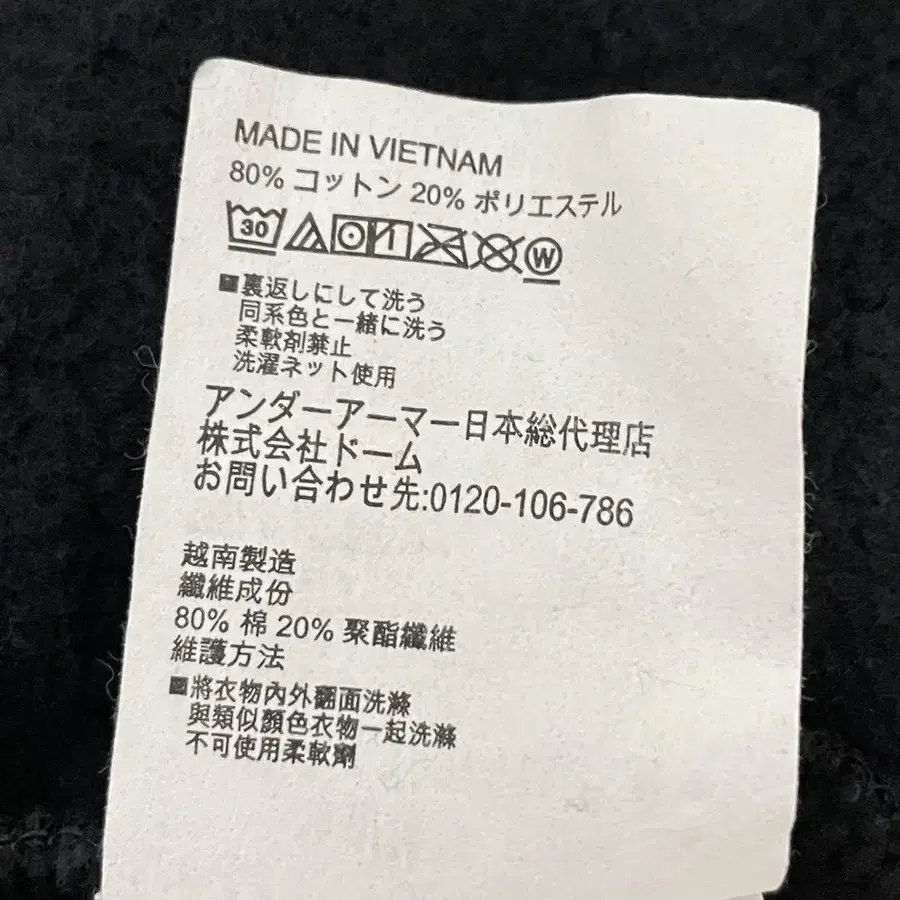 MADE IN VIETNAM
80% コットン 20% ポリエステル
30 W
裏返しにして洗う
同系色と一緒に洗う
柔軟剤禁止
洗濯ネット使用
アンダーアーマー日本総代理店
株式会社ドーム
お問い合わせ先:0120-106-786
越南製造
纖維成份
80% 棉 20% 聚酯纖維
維護方法
將衣物內外翻面洗滌
與類似顏色衣物一起洗滌
不可使用柔軟劑